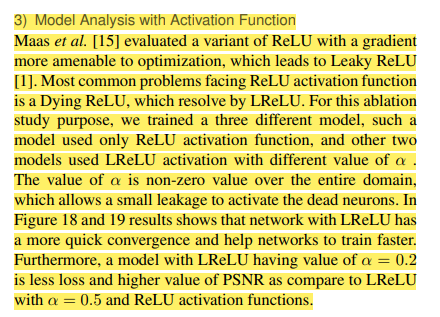 3) Model Analysis with Activation Function
Maas et al. [15] evaluated a variant of ReLU with a gradient
more amenable to optimization, which leads to Leaky ReLU
[1]. Most common problems facing ReLU activation function
is a Dying ReLU, which resolve by LReLU. For this ablation
study purpose, we trained a three different model, such a
model used only ReLU activation function, and other two
models used LReLU activation with different value of α .
The value of α is non-zero value over the entire domain,
which allows a small leakage to activate the dead neurons. In
Figure 18 and 19 results shows that network with LReLU has
a more quick convergence and help networks to train faster.
Furthermore, a model with LReLU having value of α = 0.2
is less loss and higher value of PSNR as compare to LReLU
with α = 0.5 and ReLU activation functions.